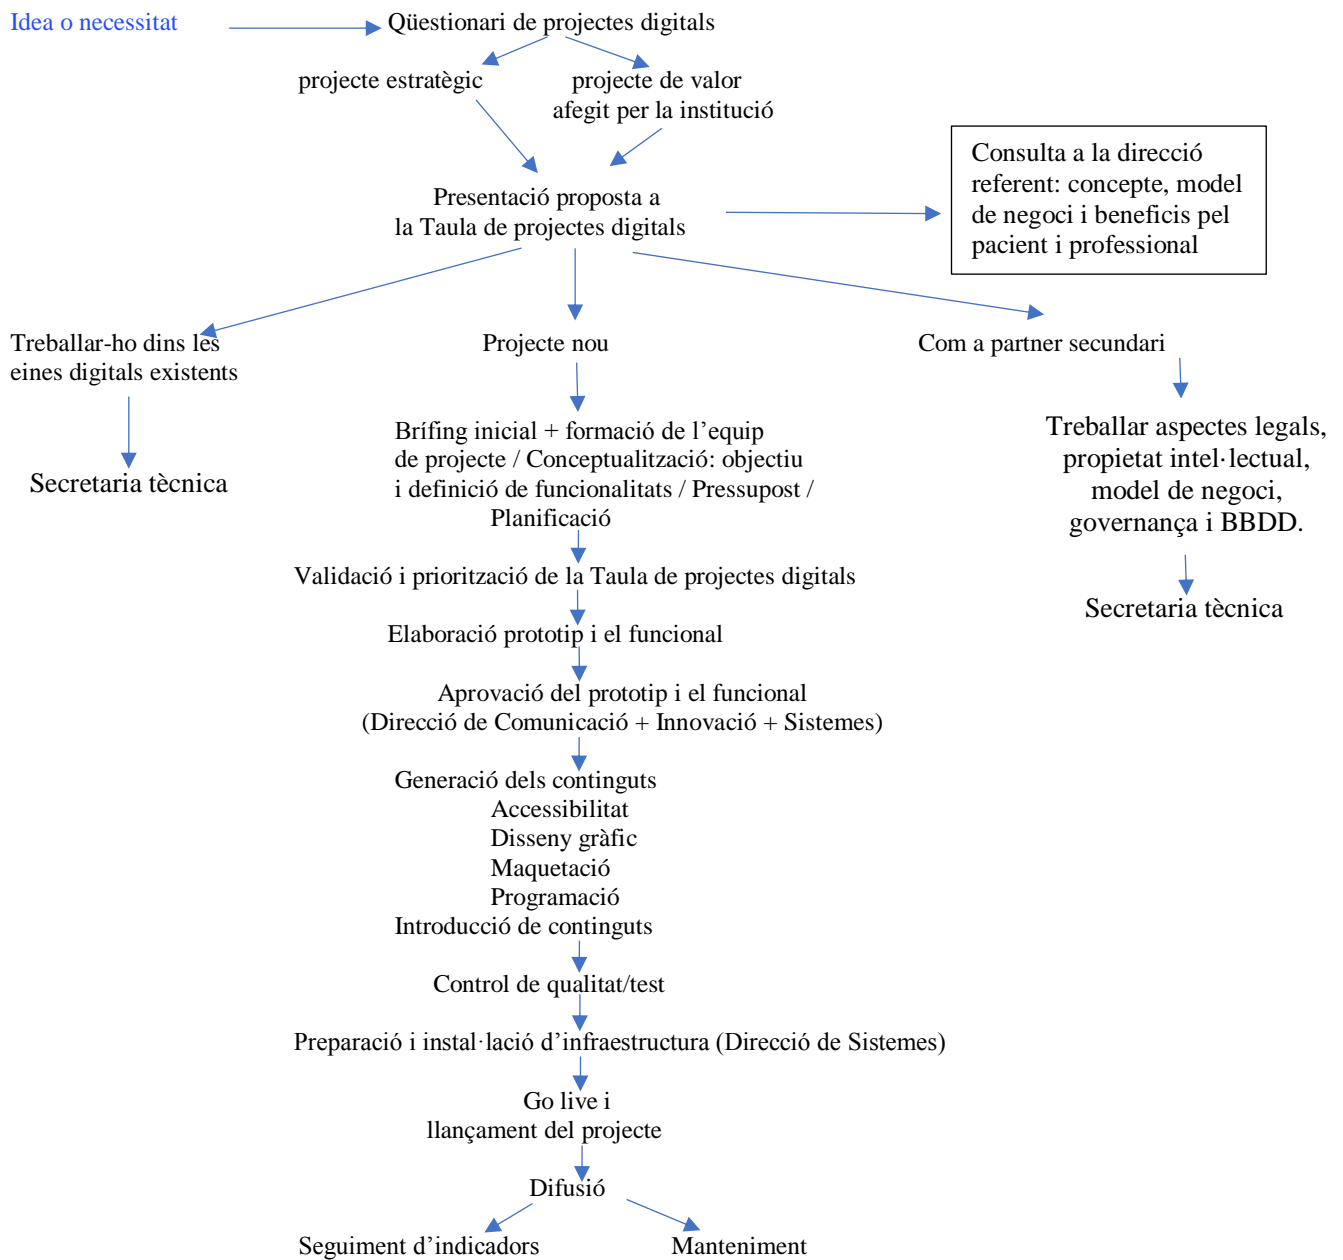 Idea o necessitat
Qüestionari de projectes digitals
projecte estratègic
projecte de valor
afegit per la institució
Consulta a la direcció
referent: concepte, model
de negoci i beneficis pel
pacient i professional
Presentació proposta a
la Taula de projectes digitals
Treballar-ho dins les
eines digitals existents
Secretaria tècnica
Projecte nou
Brífing inicial + formació de l’equip
de projecte / Conceptualització: objectiu
i definició de funcionalitats / Pressupost /
Planificació
Validació i priorització de la Taula de projectes digitals
Elaboració prototip i el funcional
Aprovació del prototip i el funcional
(Direcció de Comunicació + Innovació + Sistemes)
Generació dels continguts
Accessibilitat
Disseny gràfic
Maquetació
Programació
Introducció de continguts
Control de qualitat/test
Preparació i instal·lació d’infraestructura (Direcció de Sistemes)
Go live i
llançament del projecte
Difusió
Seguiment d’indicadors
Manteniment
Com a partner secundari
Treballar aspectes legals,
propietat intel·lectual,
model de negoci,
governança i BBDD.
Secretaria tècnica